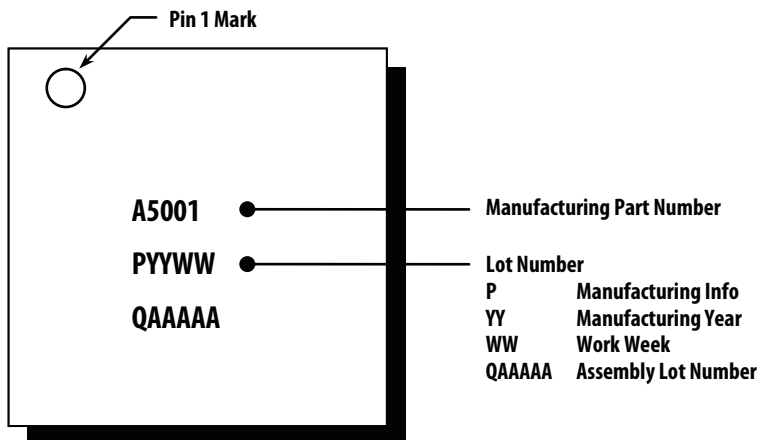 Pin 1 Mark
A5001
Manufacturing Part Number
PYYWW
Lot Number
P Manufacturing Info
QAAAAA
YY Manufacturing Year
WW Work Week
QAAAAA Assembly Lot Number